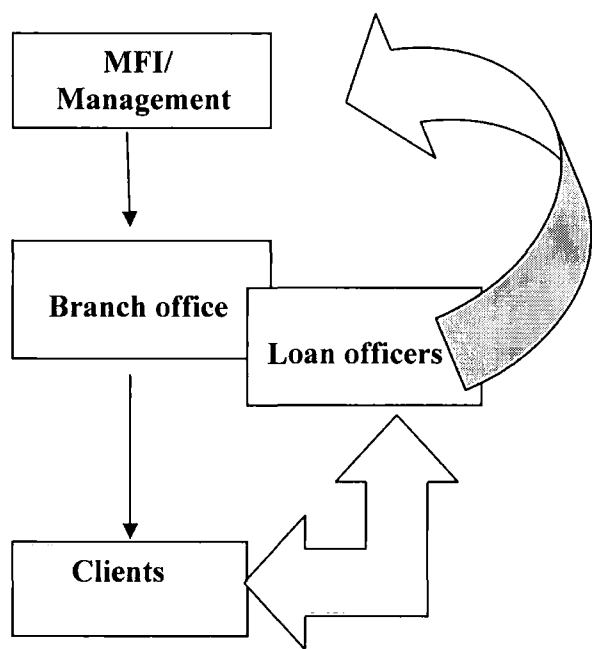 MFI/
Management
Branch office
Loan officers
Clients